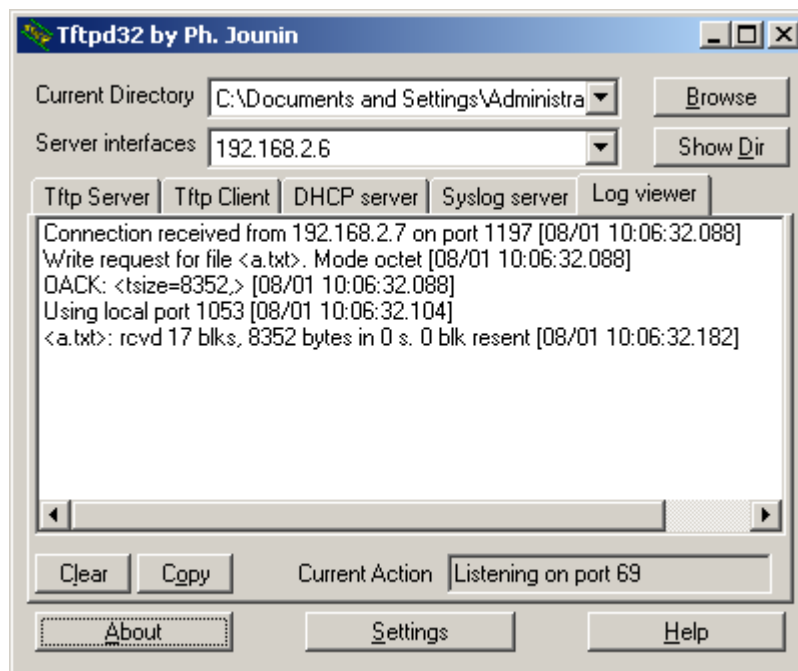 Tftpd32 by Ph. Jounin
Current Directory C:\Documents and Settings\Administra Browse
Server interfaces 192.168.2.6 Show Dir
Tftp Server Tftp Client DHCP server Syslog server Log viewer
Connection received from 192.168.2.7 on port 1197 [08/01 10:06:32.088]
Write request for file <a.txt>. Mode octet [08/01 10:06:32.088]
OACK: <tsize=8352,> [08/01 10:06:32.088]
Using local port 1053 [08/01 10:06:32.104]
<a.txt>: rcvd 17 blks, 8352 bytes in 0 s. 0 blk resent [08/01 10:06:32.182]
Clear Copy Current Action Listening on port 69
About Settings Help